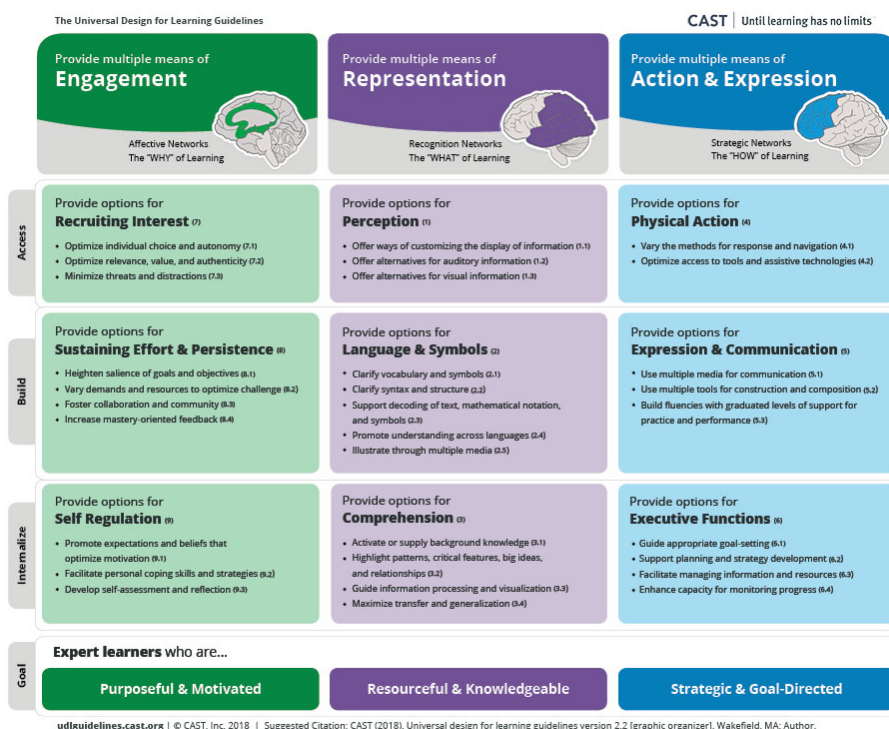 The Universal Design for Learning Guidelines
CAST | Until learning has no limits
Provide multiple means of
Engagement
Affective Networks
The "WHY" of Learning
Provide multiple means of
Representation
Recognition Networks
The "WHAT" of Learning
Provide multiple means of
Action & Expression
Strategic Networks
The "HOW" of Learning
Access
Provide options for
Recruiting Interest (7)
• Optimize individual choice and autonomy (7.1)
• Optimize relevance, value, and authenticity (7.2)
• Minimize threats and distractions (7.3)
Provide options for
Perception (1)
• Offer ways of customizing the display of information (1.1)
• Offer alternatives for auditory information (1.2)
• Offer alternatives for visual information (1.3)
Provide options for
Physical Action (4)
• Vary the methods for response and navigation (4.1)
• Optimize access to tools and assistive technologies (4.2)
Build
Provide options for
Sustaining Effort & Persistence (8)
• Heighten salience of goals and objectives (8.1)
• Vary demands and resources to optimize challenge (8.2)
• Foster collaboration and community (8.3)
• Increase mastery-oriented feedback (8.4)
Provide options for
Language & Symbols (2)
• Clarify vocabulary and symbols (2.1)
• Clarify syntax and structure (2.2)
• Support decoding of text, mathematical notation,
and symbols (2.3)
• Promote understanding across languages (2.4)
• Illustrate through multiple media (2.5)
Provide options for
Expression & Communication (5)
• Use multiple media for communication (5.1)
• Use multiple tools for construction and composition (5.2)
• Build fluencies with graduated levels of support for
practice and performance (5.3)
Internalize
Provide options for
Self Regulation (9)
• Promote expectations and beliefs that
optimize motivation (9.1)
• Facilitate personal coping skills and strategies (9.2)
• Develop self-assessment and reflection (9.3)
Provide options for
Comprehension (3)
• Activate or supply background knowledge (3.1)
• Highlight patterns, critical features, big ideas,
and relationships (3.2)
• Guide information processing and visualization (3.3)
• Maximize transfer and generalization (3.4)
Provide options for
Executive Functions (6)
• Guide appropriate goal-setting (6.1)
• Support planning and strategy development (6.2)
• Facilitate managing information and resources (6.3)
• Enhance capacity for monitoring progress (6.4)
Goal
Expert learners who are...
Purposeful & Motivated
Resourceful & Knowledgeable
Strategic & Goal-Directed
udlguidelines.cast.org | © CAST, Inc. 2018 | Suggested Citation: CAST (2018). Universal design for learning guidelines version 2.2 [graphic organizer]. Wakefield, MA: Author.